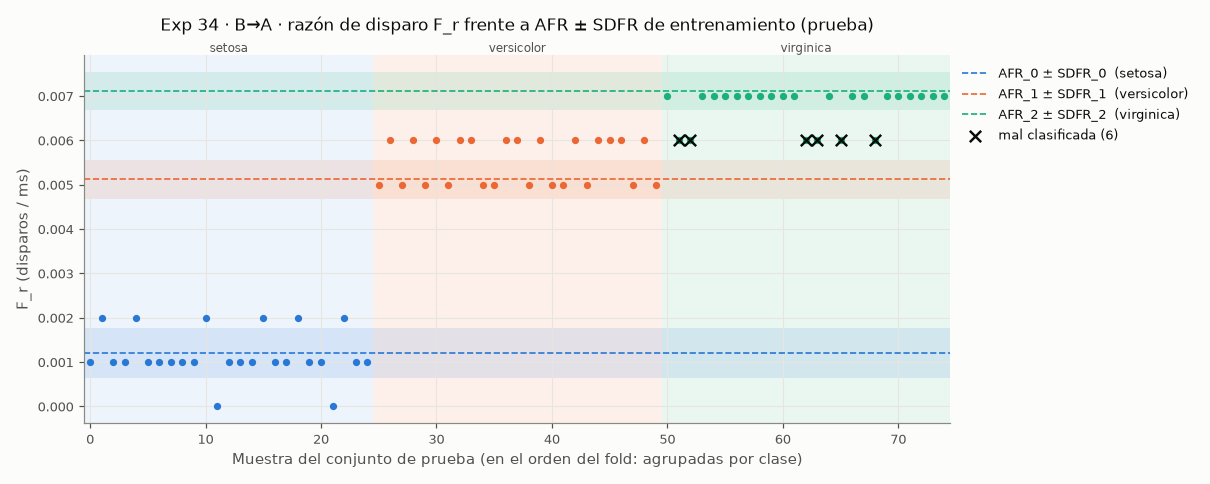 Exp 34 · B→A · razón de disparo F_r frente a AFR ± SDFR de entrenamiento (prueba)
setosa
versicolor
virginica
AFR_0 ± SDFR_0 (setosa)
AFR_1 ± SDFR_1 (versicolor)
AFR_2 ± SDFR_2 (virginica)
mal clasificada (6)
F_r (disparos / ms)
0.007
0.006
0.005
0.004
0.003
0.002
0.001
0.000
0
10
20
30
40
50
60
70
Muestra del conjunto de prueba (en el orden del fold: agrupadas por clase)